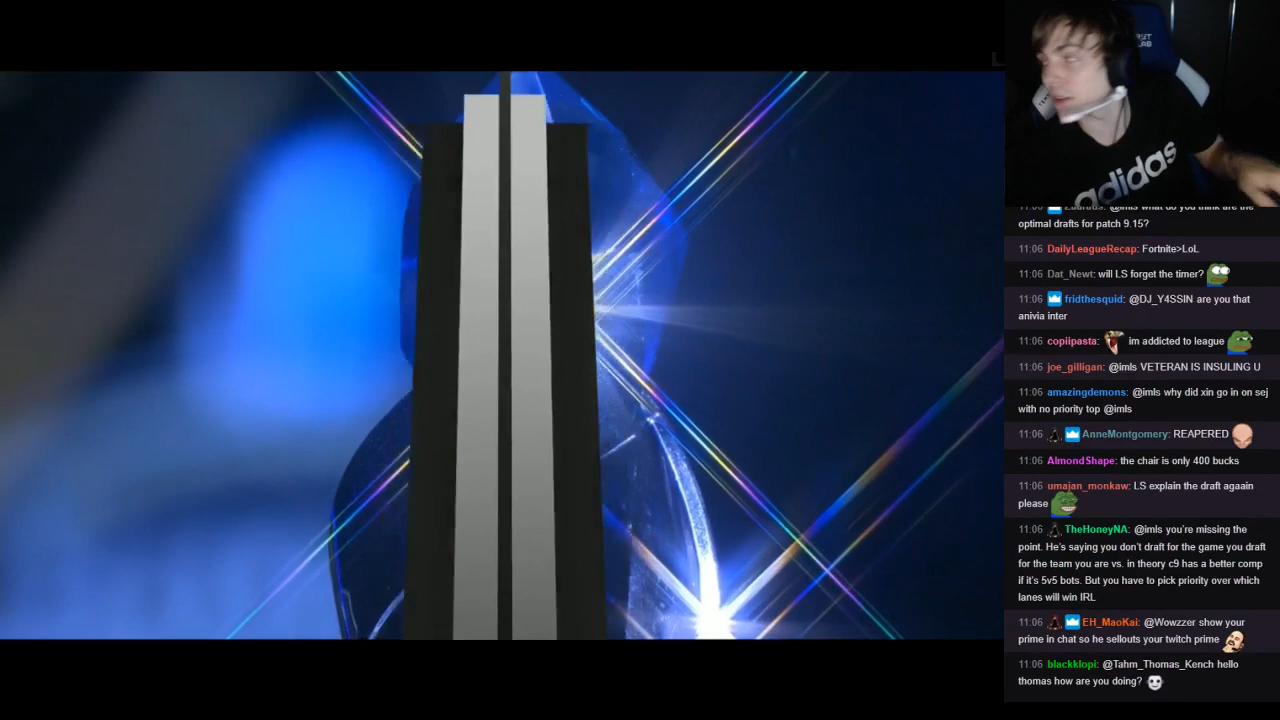 adidas
optimal drafts for patch 9.15?
11:06 DailyLeagueRecap: Fortnite>LoL
11:06 Dat_Newt: will LS forget the timer?
11:06 fridthesquid: @DJ_Y4SSIN are you that
anivia inter
11:06 copiipasta: im addicted to league
11:06 joe_gilligan: @imls VETERAN IS INSULING U
11:06 amazingdemons: @imls why did xin go in on sej
with no priority top @imls
11:06 AnneMontgomery: REAPERED
11:06 AlmondShape: the chair is only 400 bucks
11:06 umajan_monkaw: LS explain the draft agaain
please
11:06 TheHoneyNA: @imls you're missing the
point. He's saying you don't draft for the game you draft
for the team you are vs. in theory c9 has a better comp
if it's 5v5 bots. But you have to pick priority over which
lanes will win IRL
11:06 EH_MaoKai: @Wowzzer show your
prime in chat so he sellouts your twitch prime
11:06 blackklopi: @Tahm_Thomas_Kench hello
thomas how are you doing?